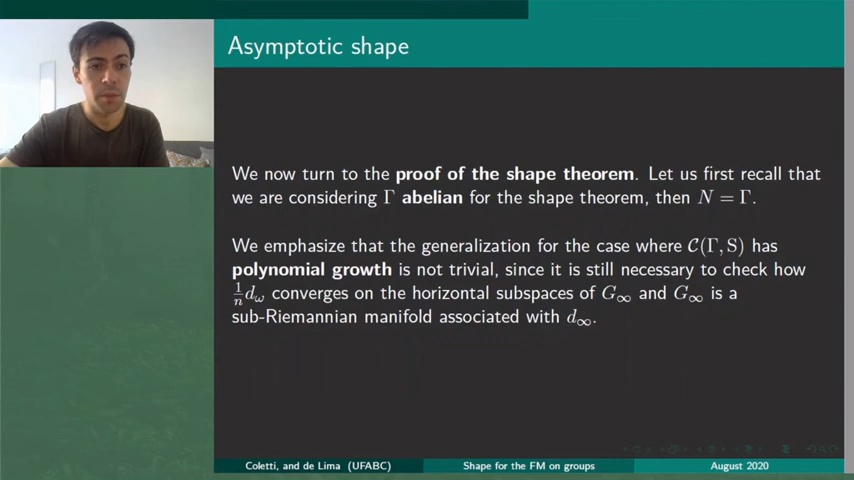 Asymptotic shape
We now turn to the proof of the shape theorem. Let us first recall that
we are considering Γ abelian for the shape theorem, then N = Γ.
We emphasize that the generalization for the case where 𝒞(Γ, S) has
polynomial growth is not trivial, since it is still necessary to check how
1/n d_ω converges on the horizontal subspaces of G_∞ and G_∞ is a
sub-Riemannian manifold associated with d_∞.
Coletti, and de Lima (UFABC) Shape for the FM on groups August 2020